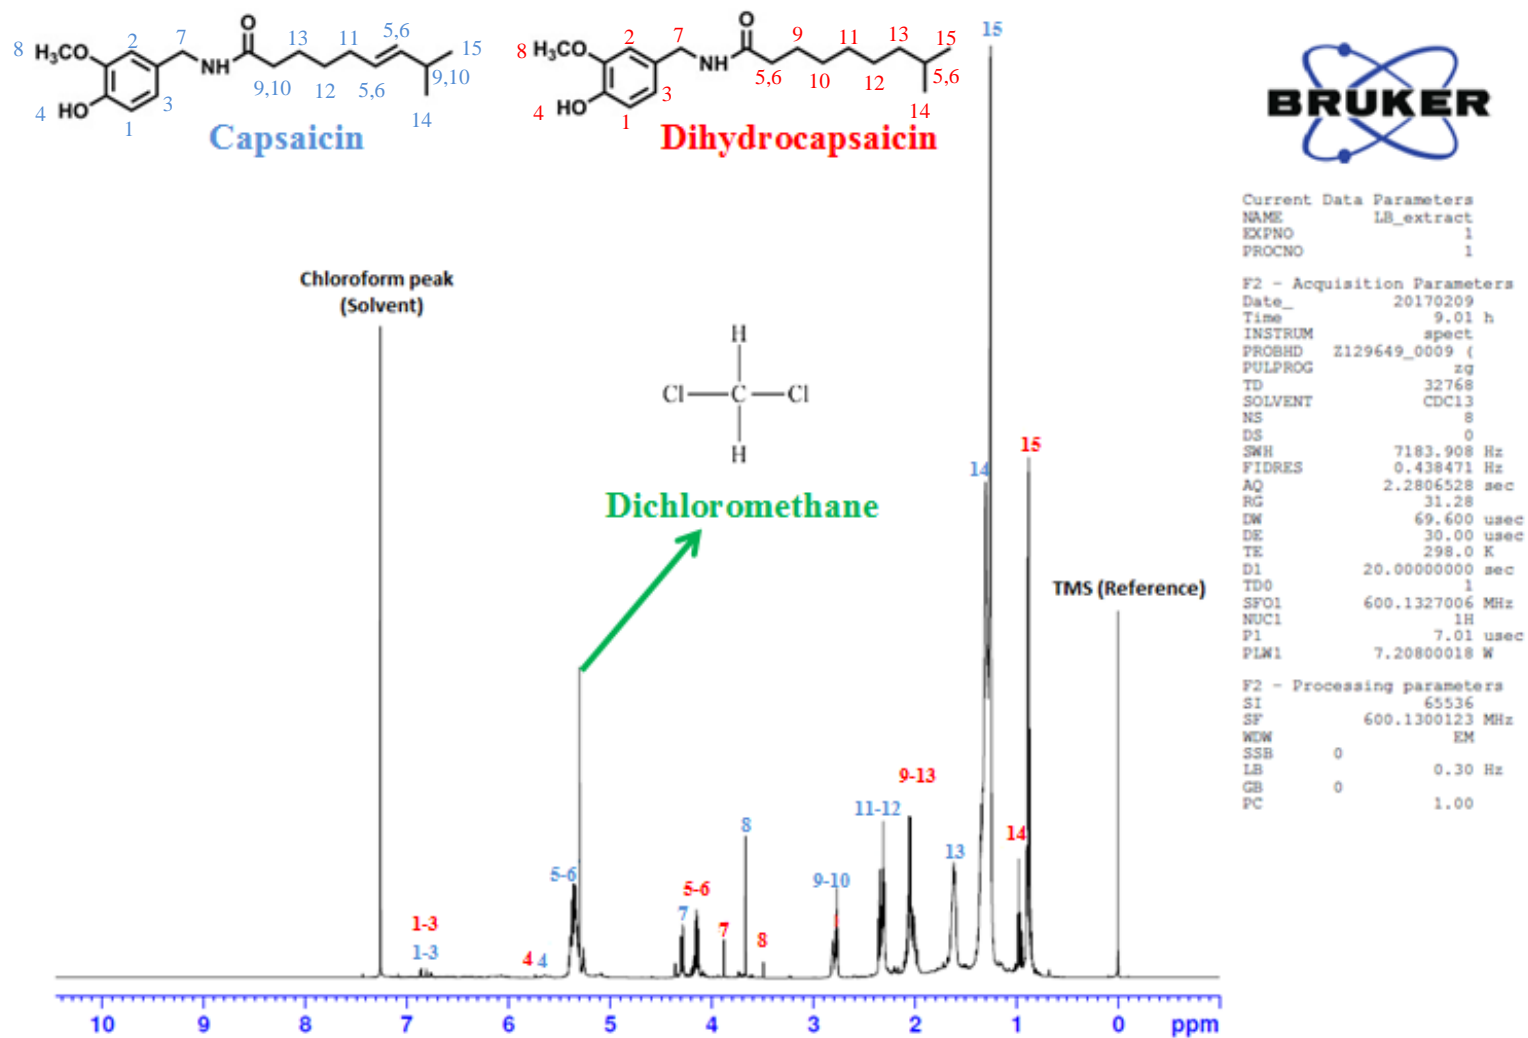 8 H₃CO 2 7 O 13 11 5,6 15
NH 9,10 12 5,6 9,10
HO 4 1 3 14
Capsaicin
8 H₃CO 2 7 O 9 11 13 15
NH 5,6 10 12 5,6
HO 4 1 3 14
Dihydrocapsaicin
15
BRUKER
Chloroform peak
(Solvent)
H
Cl C Cl
H
Dichloromethane
14
15
TMS (Reference)
9-13
11-12
8
14
13
5-6
5-6
9-10
7
1-3
7
8
1-3
4
4
10 9 8 7 6 5 4 3 2 1 0 ppm
Current Data Parameters
NAME LB_extract
EXPNO 1
PROCNO 1
F2 - Acquisition Parameters
Date_ 20170209
Time 9.01 h
INSTRUM spect
PROBHD Z129649_0009 (
PULPROG zg
TD 32768
SOLVENT CDCl3
NS 8
DS 0
SWH 7183.908 Hz
FIDRES 0.438471 Hz
AQ 2.2806528 sec
RG 31.28
DW 69.600 usec
DE 30.00 usec
TE 298.0 K
D1 20.00000000 sec
TD0 1
SFO1 600.1327006 MHz
NUC1 1H
P1 7.01 usec
PLW1 7.20800018 W
F2 - Processing parameters
SI 65536
SF 600.1300123 MHz
WDW EM
SSB 0
LB 0.30 Hz
GB 0
PC 1.00